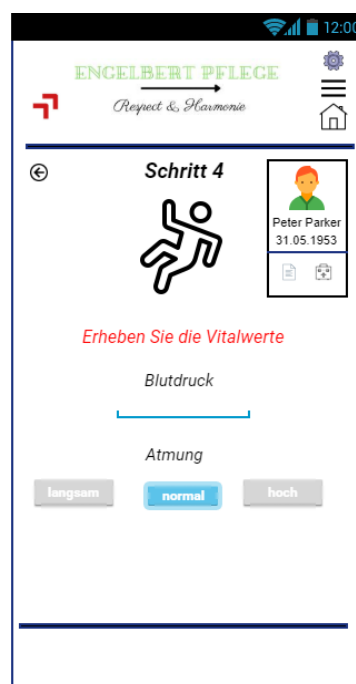 12:00
ENGELBERT PFLEGE
Respect & Harmonie
Schritt 4
Peter Parker
31.05.1953
Erheben Sie die Vitalwerte
Blutdruck
Atmung
langsam normal hoch